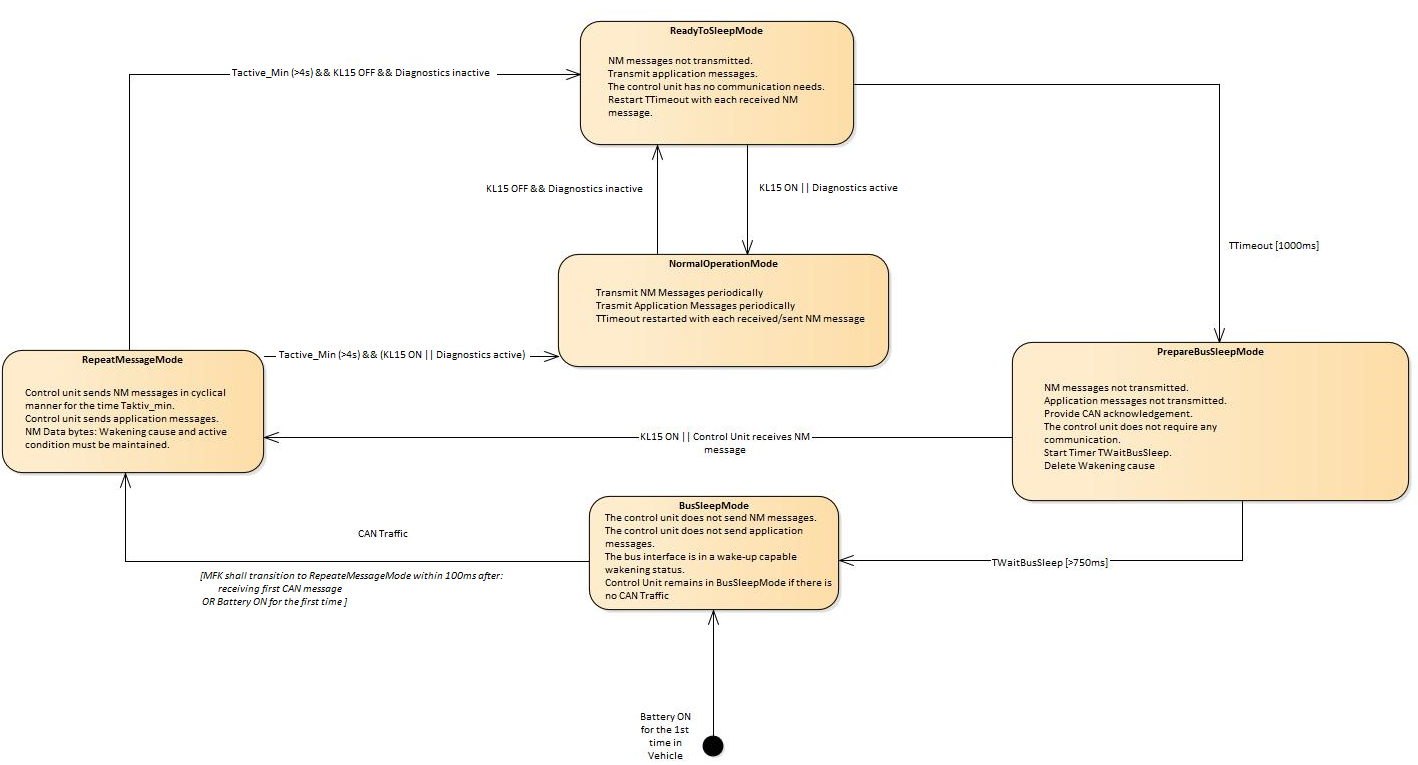 ReadyToSleepMode
NM messages not transmitted.
Transmit application messages.
The control unit has no communication needs.
Restart TTimeout with each received NM
message.
Tactive_Min (>4s) && KL15 OFF && Diagnostics inactive
KL15 OFF && Diagnostics inactive
KL15 ON || Diagnostics active
TTimeout [1000ms]
NormalOperationMode
Transmit NM Messages periodically
Trasmit Application Messages periodically
TTimeout restarted with each received/sent NM message
Tactive_Min (>4s) && (KL15 ON || Diagnostics active)
RepeatMessageMode
Control unit sends NM messages in cyclical
manner for the time Taktiv_min.
Control unit sends application messages.
NM Data bytes: Wakening cause and active
condition must be maintained.
PrepareBusSleepMode
NM messages not transmitted.
Application messages not transmitted.
Provide CAN acknowledgement.
The control unit does not require any
communication.
Start Timer TWaitBusSleep.
Delete Wakening cause
KL15 ON || Control Unit receives NM
message
BusSleepMode
The control unit does not send NM messages.
The control unit does not send application
messages.
The bus interface is in a wake-up capable
wakening status.
Control Unit remains in BusSleepMode if there is
no CAN Traffic
CAN Traffic
[MFK shall transition to RepeateMessageMode within 100ms after:
receiving first CAN message
OR Battery ON for the first time ]
TWaitBusSleep [>750ms]
Battery ON
for the 1st
time in
Vehicle